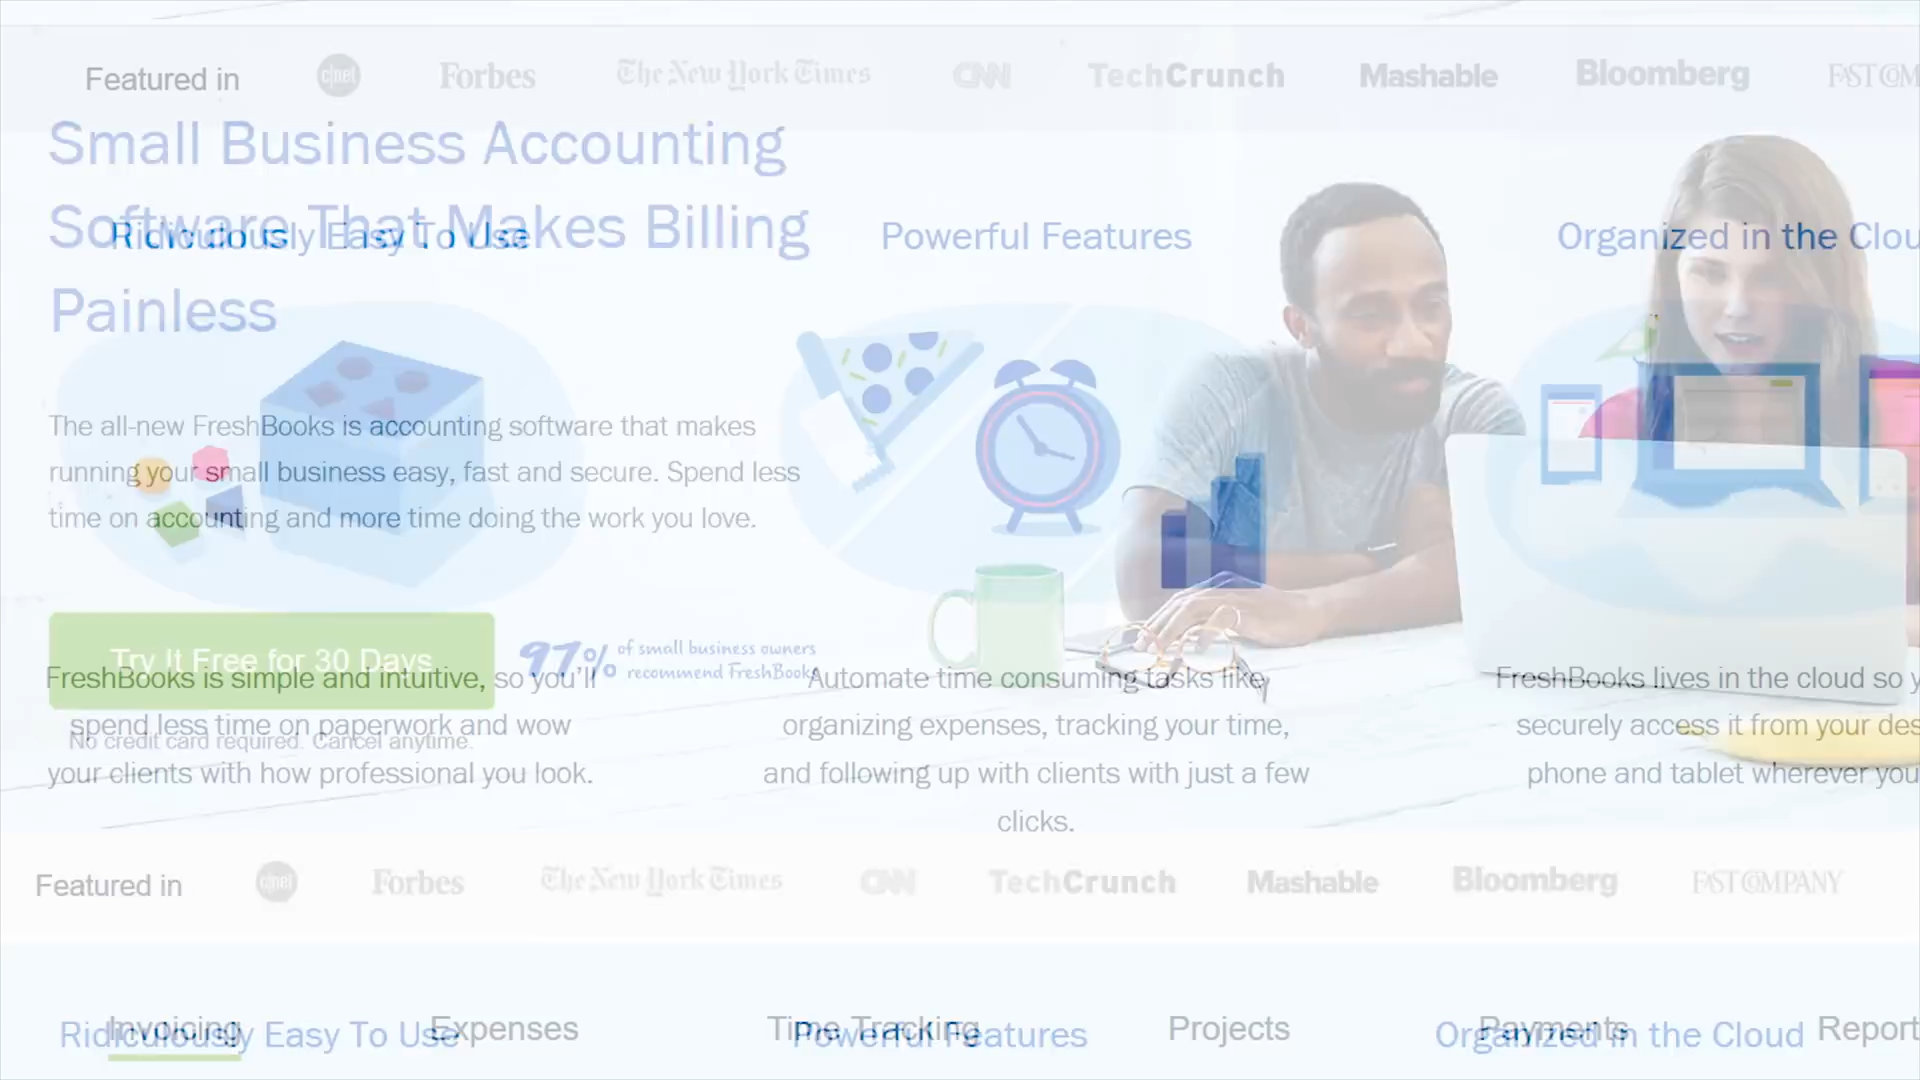 Featured in cnet Forbes The New York Times CNN TechCrunch Mashable Bloomberg FAST COM
Small Business Accounting
Software That Makes Billing
Painless
Ridiculously Easy To Use
Powerful Features
Organized in the Clou
The all-new FreshBooks is accounting software that makes
running your small business easy, fast and secure. Spend less
time on accounting and more time doing the work you love.
Try It Free for 30 Days
97% of small business owners
recommend FreshBooks
No credit card required. Cancel anytime.
FreshBooks is simple and intuitive, so you'll
spend less time on paperwork and wow
your clients with how professional you look.
Automate time consuming tasks like
organizing expenses, tracking your time,
and following up with clients with just a few
clicks.
FreshBooks lives in the cloud so y
securely access it from your des
phone and tablet wherever you
Featured in cnet Forbes The New York Times CNN TechCrunch Mashable Bloomberg FAST COMPANY
Invoicing Expenses Time Tracking Projects Payments Report
Ridiculously Easy To Use Powerful Features Organized in the Cloud